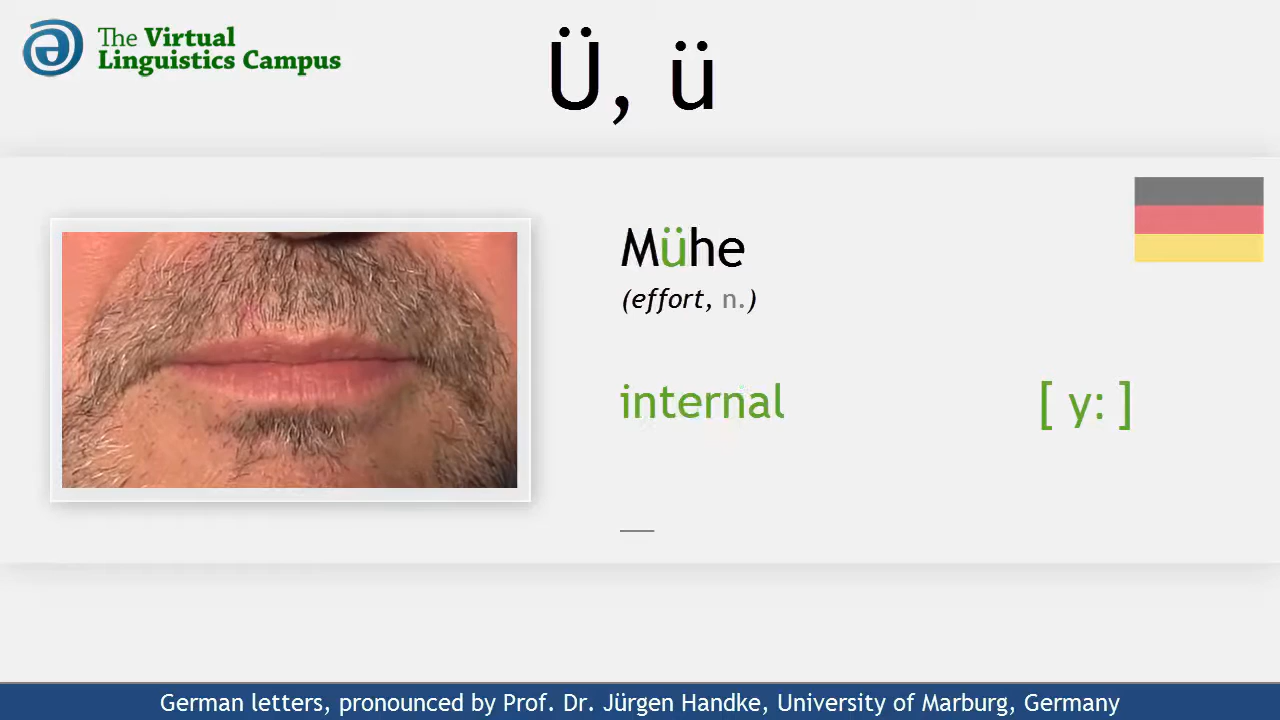 The Virtual
Linguistics Campus
Ü, ü
Mühe
(effort, n.)
internal [ y: ]
German letters, pronounced by Prof. Dr. Jürgen Handke, University of Marburg, Germany